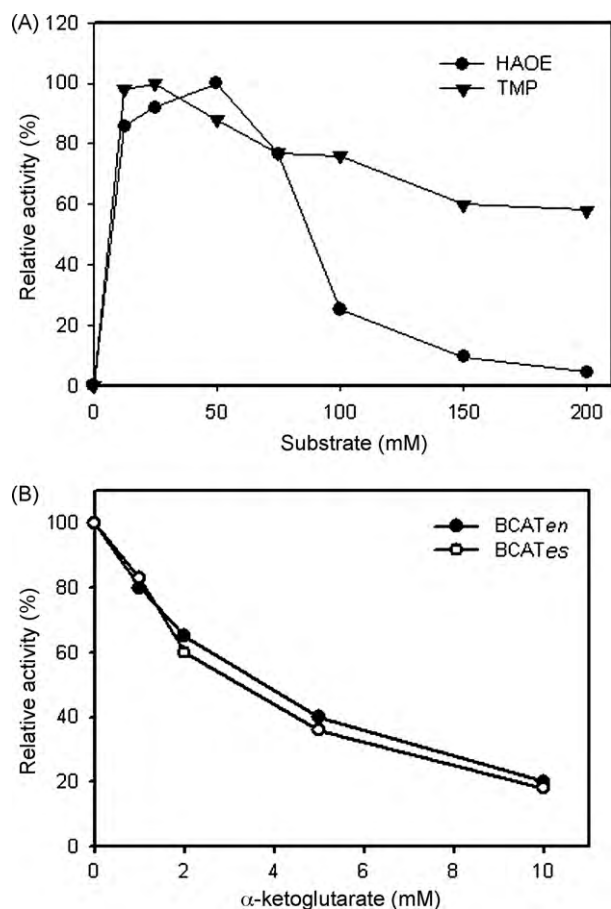 (A)
120
100
80
60
40
20
0
Relative activity (%)
HAOE
TMP
0 50 100 150 200
Substrate (mM)
(B)
100
80
60
40
20
0
Relative activity (%)
BCATen
BCATes
0 2 4 6 8 10
α-ketoglutarate (mM)